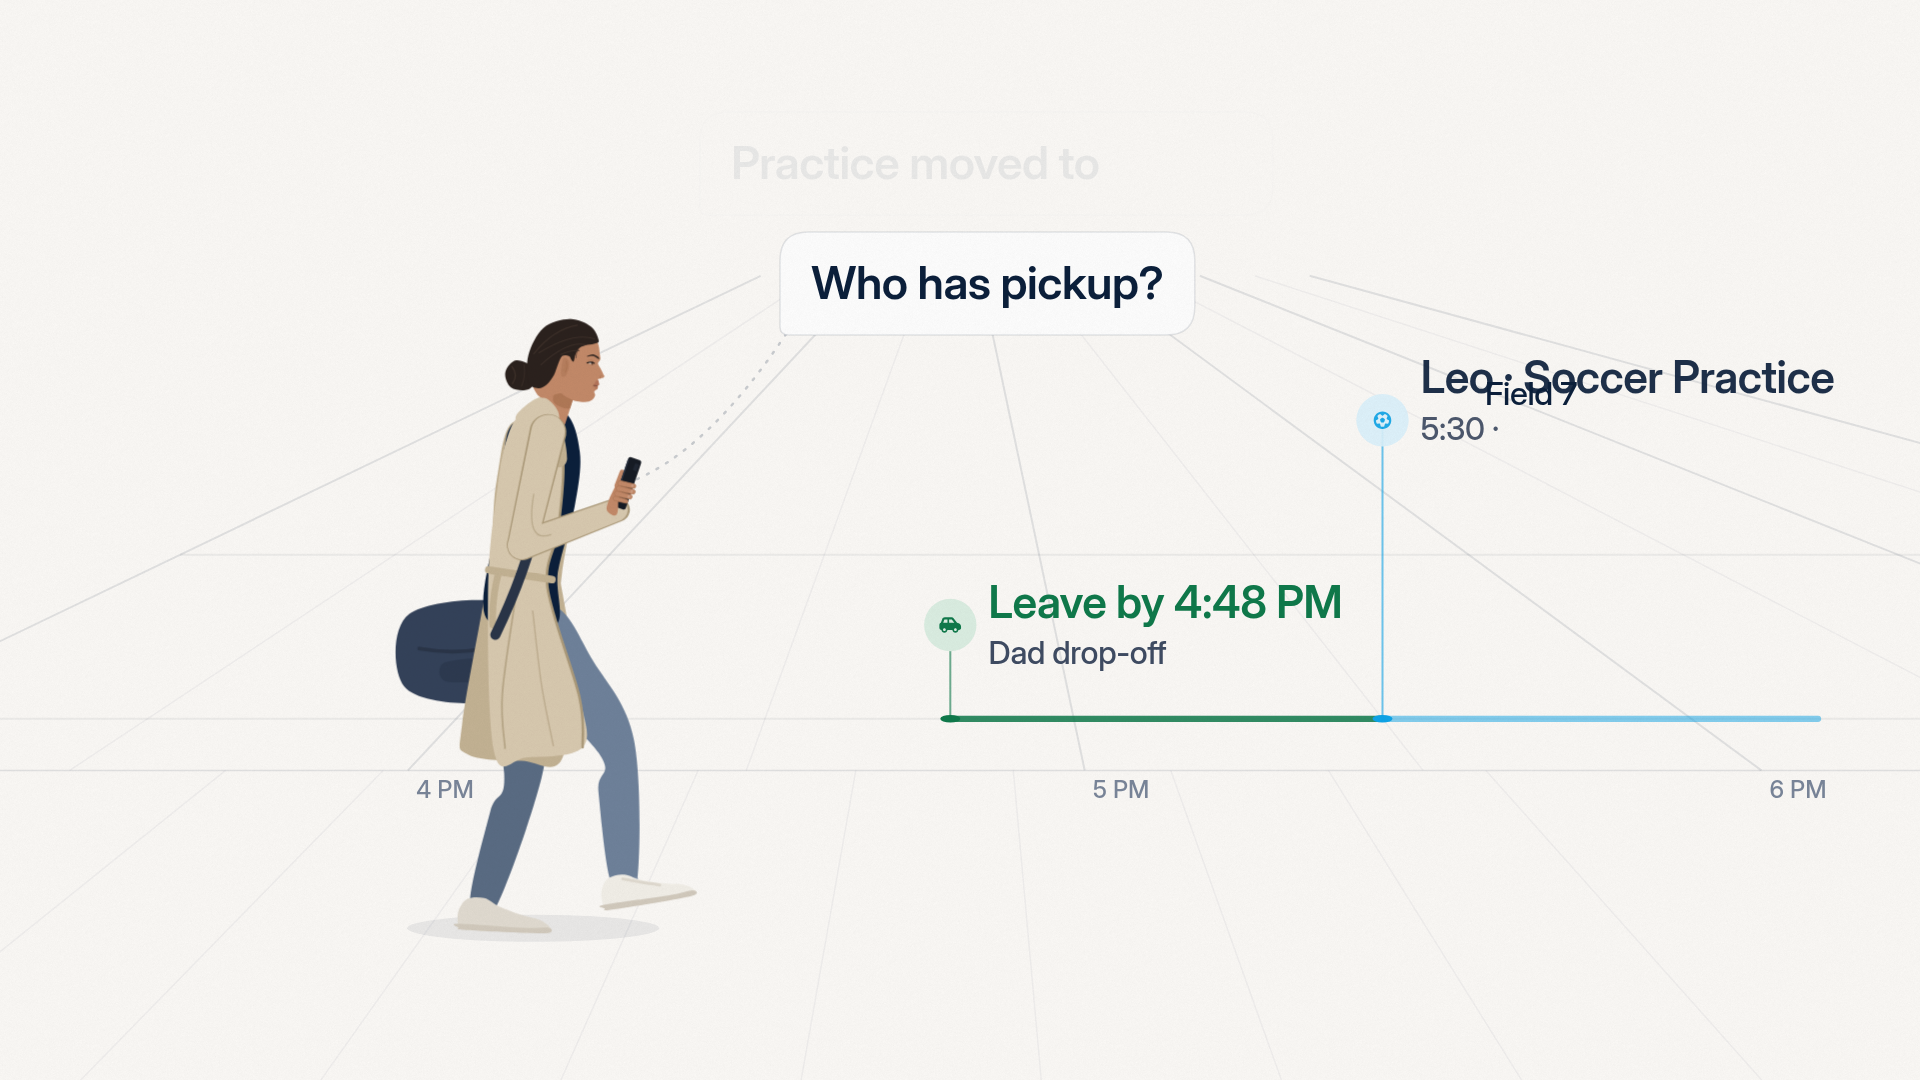 Practice moved to
Who has pickup?
Leo · Soccer Practice
Field 7
5:30 ·
Leave by 4:48 PM
Dad drop-off
4 PM
5 PM
6 PM